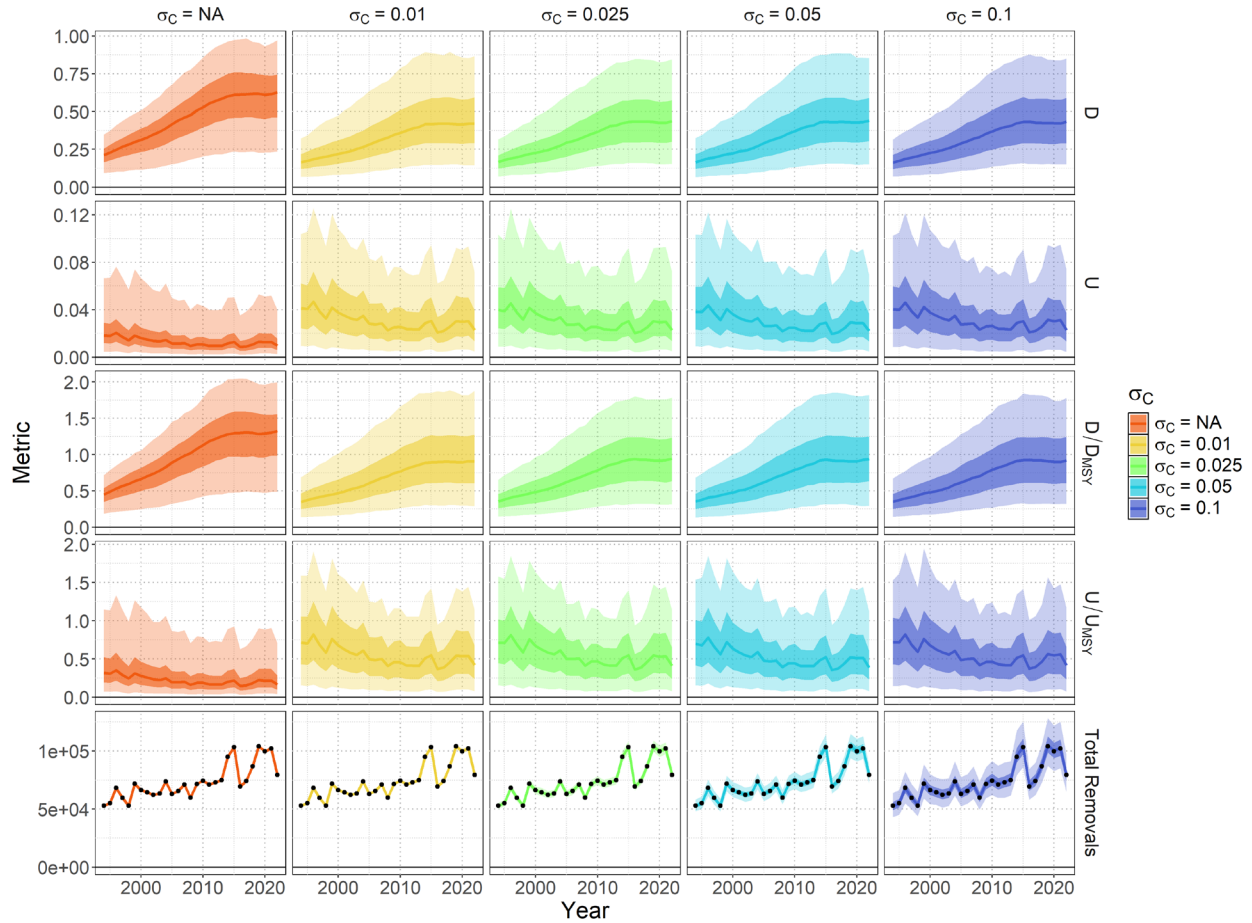 σC = NA σC = 0.01 σC = 0.025 σC = 0.05 σC = 0.1
1.00
0.75
0.50
0.25
0.00
D
0.12
0.08
0.04
0.00
U
2.0
1.5
1.0
0.5
0.0
D/DMSY
2.0
1.5
1.0
0.5
0.0
U/UMSY
1e+05
5e+04
0e+00
Total Removals
Metric
2000 2010 2020 2000 2010 2020 2000 2010 2020 2000 2010 2020 2000 2010 2020
Year
σC
σC = NA
σC = 0.01
σC = 0.025
σC = 0.05
σC = 0.1